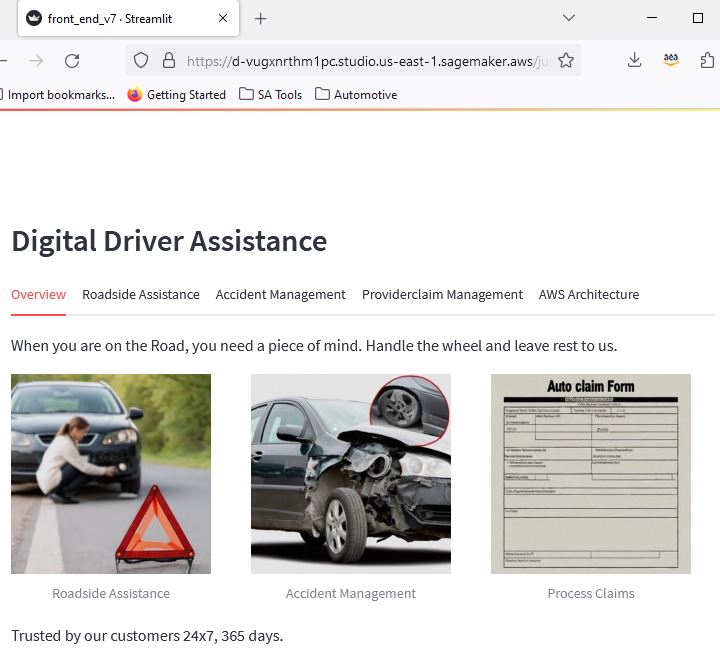 front_end_v7 · Streamlit
https://d-vugxnrthm1pc.studio.us-east-1.sagemaker.aws/ju
Import bookmarks... Getting Started SA Tools Automotive
Digital Driver Assistance
Overview Roadside Assistance Accident Management Providerclaim Management AWS Architecture
When you are on the Road, you need a piece of mind. Handle the wheel and leave rest to us.
Auto claim Form
Roadside Assistance Accident Management Process Claims
Trusted by our customers 24x7, 365 days.